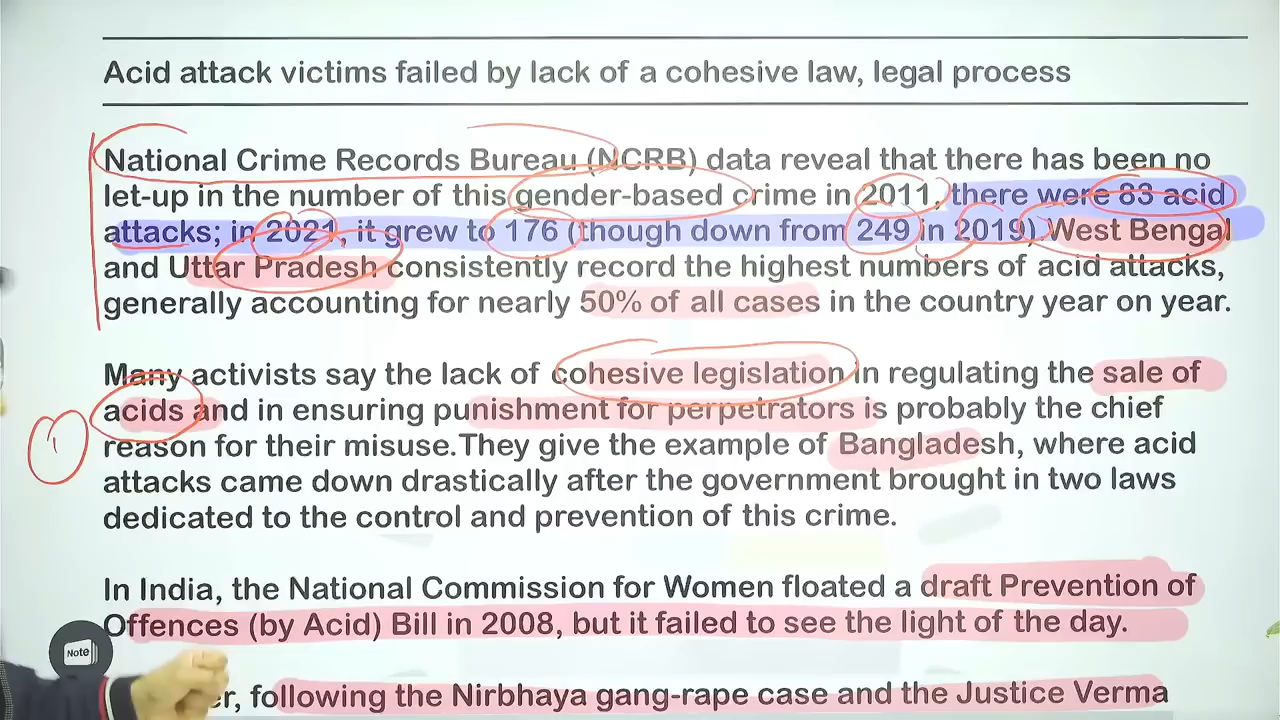 Acid attack victims failed by lack of a cohesive law, legal process
National Crime Records Bureau (NCRB) data reveal that there has been no
let-up in the number of this gender-based crime in 2011, there were 83 acid
attacks; in 2021, it grew to 176 (though down from 249 in 2019). West Bengal
and Uttar Pradesh consistently record the highest numbers of acid attacks,
generally accounting for nearly 50% of all cases in the country year on year.
Many activists say the lack of cohesive legislation in regulating the sale of
acids and in ensuring punishment for perpetrators is probably the chief
reason for their misuse.They give the example of Bangladesh, where acid
attacks came down drastically after the government brought in two laws
dedicated to the control and prevention of this crime.
In India, the National Commission for Women floated a draft Prevention of
Offences (by Acid) Bill in 2008, but it failed to see the light of the day.
following the Nirbhaya gang-rape case and the Justice Verma
Note
1